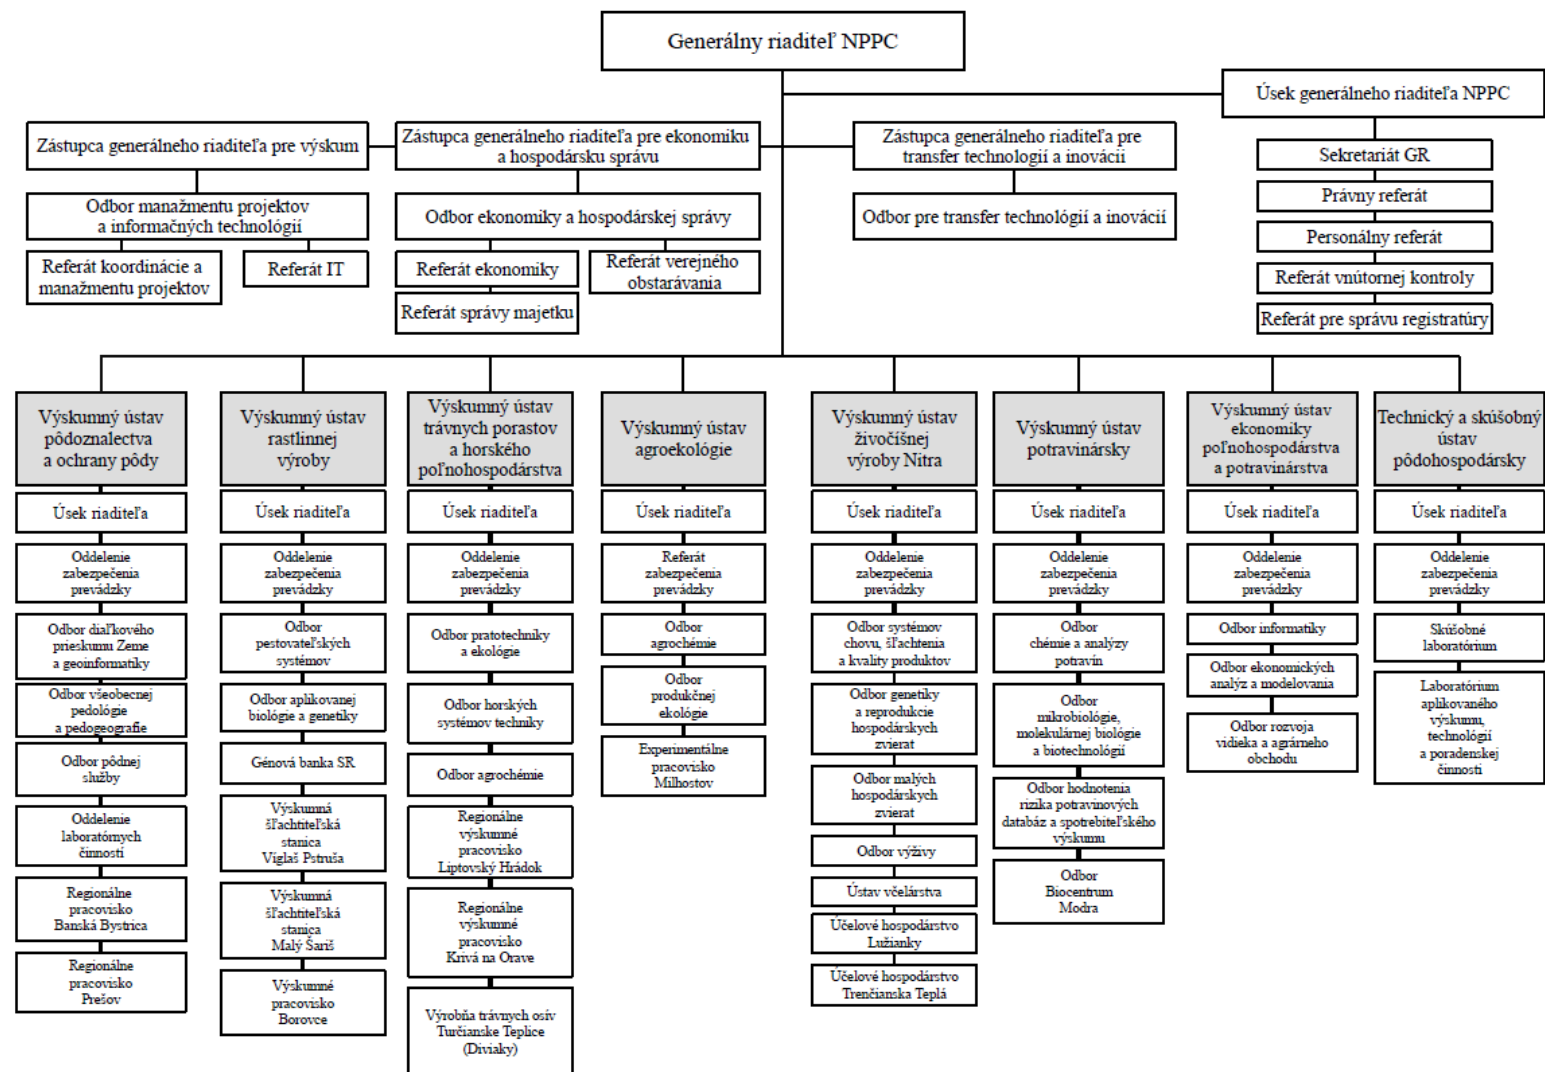 Generálny riaditeľ NPPC
Úsek generálneho riaditeľa NPPC
Zástupca generálneho riaditeľa pre výskum
Zástupca generálneho riaditeľa pre ekonomiku
a hospodársku správu
Zástupca generálneho riaditeľa pre
transfer technologií a inovácií
Sekretariát GR
Právny referát
Personálny referát
Referát vnútornej kontroly
Referát pre správu registratúry
Odbor manažmentu projektov
a informačných technológií
Odbor ekonomiky a hospodárskej správy
Odbor pre transfer technológií a inovácií
Referát koordinácie a
manažmentu projektov
Referát IT
Referát ekonomiky
Referát verejného
obstarávania
Referát správy majetku
Výskumný ústav
pôdoznalectva
a ochrany pôdy
Úsek riaditeľa
Oddelenie
zabezpečenia
prevádzky
Odbor diaľkového
prieskumu Zeme
a geoinformatiky
Odbor všeobecnej
pedológie
a pedogeografie
Odbor pôdnej
služby
Oddelenie
laboratórnych
činností
Regionálne
pracovisko
Banská Bystrica
Regionálne
pracovisko
Prešov
Výskumný ústav
rastlinnej
výroby
Úsek riaditeľa
Oddelenie
zabezpečenia
prevádzky
Odbor
pestovateľských
systémov
Odbor aplikovanej
biológie a genetiky
Génová banka SR
Výskumná
šľachtiteľská
stanica
Vígľaš Pstruša
Výskumná
šľachtiteľská
stanica
Malý Šariš
Výskumné
pracovisko
Borovce
Výskumný ústav
trávnych porastov
a horského
poľnohospodárstva
Úsek riaditeľa
Oddelenie
zabezpečenia
prevádzky
Odbor pratotechniky
a ekológie
Odbor horských
systémov techniky
Odbor agrochémie
Regionálne
výskumné
pracovisko
Liptovský Hrádok
Regionálne
výskumné
pracovisko
Krivá na Orave
Výrobňa trávnych osív
Turčianske Teplice
(Diviaky)
Výskumný ústav
agroekológie
Úsek riaditeľa
Referát
zabezpečenia
prevádzky
Odbor
agrochémie
Odbor
produkčnej
ekológie
Experimentálne
pracovisko
Milhostov
Výskumný ústav
živočíšnej
výroby Nitra
Úsek riaditeľa
Oddelenie
zabezpečenia
prevádzky
Odbor systémov
chovu, šľachtenia
a kvality produktov
Odbor genetiky
a reprodukcie
hospodárskych
zvierat
Odbor malých
hospodárskych
zvierat
Odbor výživy
Ústav včelárstva
Účelové hospodárstvo
Lužianky
Účelové hospodárstvo
Trenčianska Teplá
Výskumný ústav
potravinársky
Úsek riaditeľa
Oddelenie
zabezpečenia
prevádzky
Odbor
chémie a analýzy
potravín
Odbor
mikrobiológie,
molekulárnej biológie
a biotechnológií
Odbor hodnotenia
rizika potravinových
databáz a spotrebiteľského
výskumu
Odbor
Biocentrum
Modra
Výskumný ústav
ekonomiky
poľnohospodárstva
a potravinárstva
Úsek riaditeľa
Oddelenie
zabezpečenia
prevádzky
Odbor informatiky
Odbor ekonomických
analýz a modelovania
Odbor rozvoja
vidieka a agrárneho
obchodu
Technický a skúšobný
ústav
pôdohospodársky
Úsek riaditeľa
Oddelenie
zabezpečenia
prevádzky
Skúšobné
laboratórium
Laboratórium
aplikovaného
výskumu,
technológií
a poradenskej
činnosti